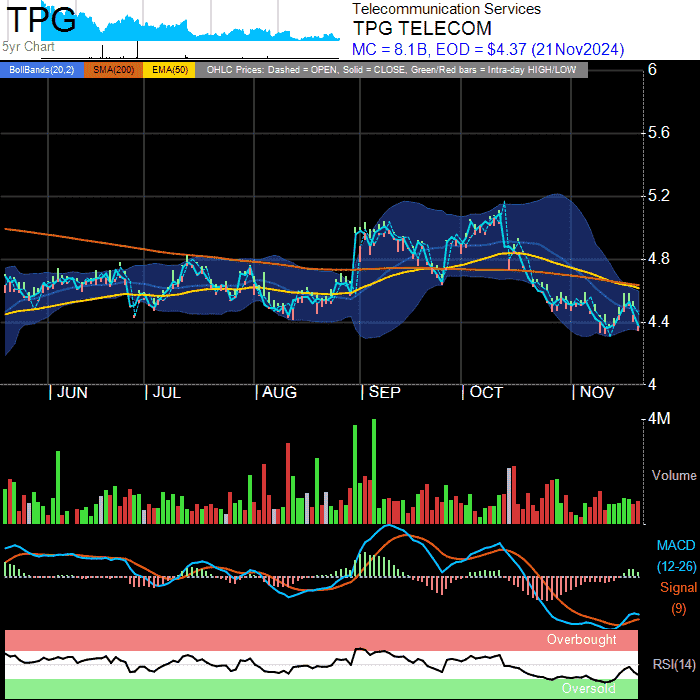 TPG
5yr Chart
Telecommunication Services
TPG TELECOM
MC = 8.1B, EOD = $4.37 (21Nov2024)
BollBands(20,2) SMA(200) EMA(50) OHLC Prices: Dashed = OPEN, Solid = CLOSE, Green/Red bars = Intra-day HIGH/LOW
6
5.6
5.2
4.8
4.4
4
JUN JUL AUG SEP OCT NOV
4M
Volume
MACD
(12-26)
Signal
(9)
Overbought
RSI(14)
Oversold